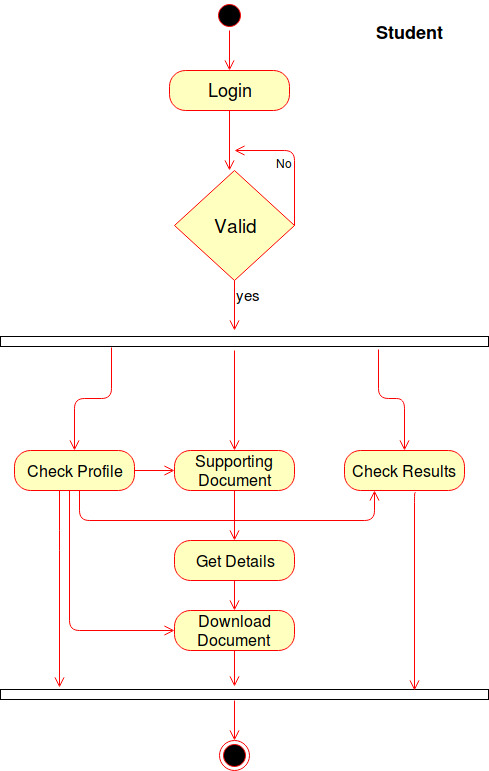 Student
Login
No
Valid
yes
Check Profile
Supporting
Document
Check Results
Get Details
Download
Document